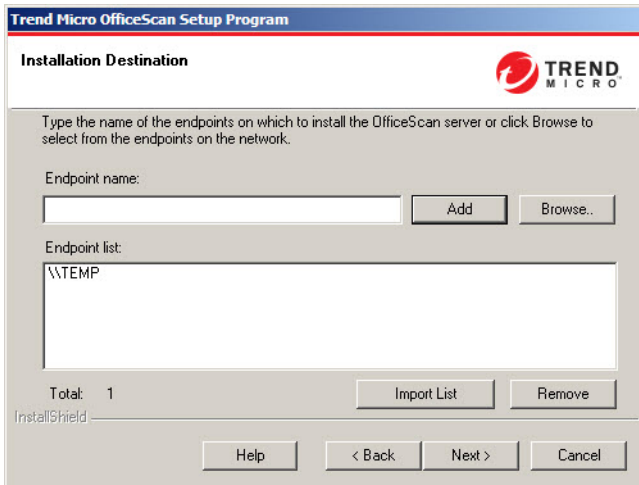 Trend Micro OfficeScan Setup Program
Installation Destination
TREND
MICRO™
Type the name of the endpoints on which to install the OfficeScan server or click Browse to
select from the endpoints on the network.
Endpoint name:
Add
Browse..
Endpoint list:
\\TEMP
Total: 1
Import List
Remove
InstallShield
Help
< Back
Next >
Cancel